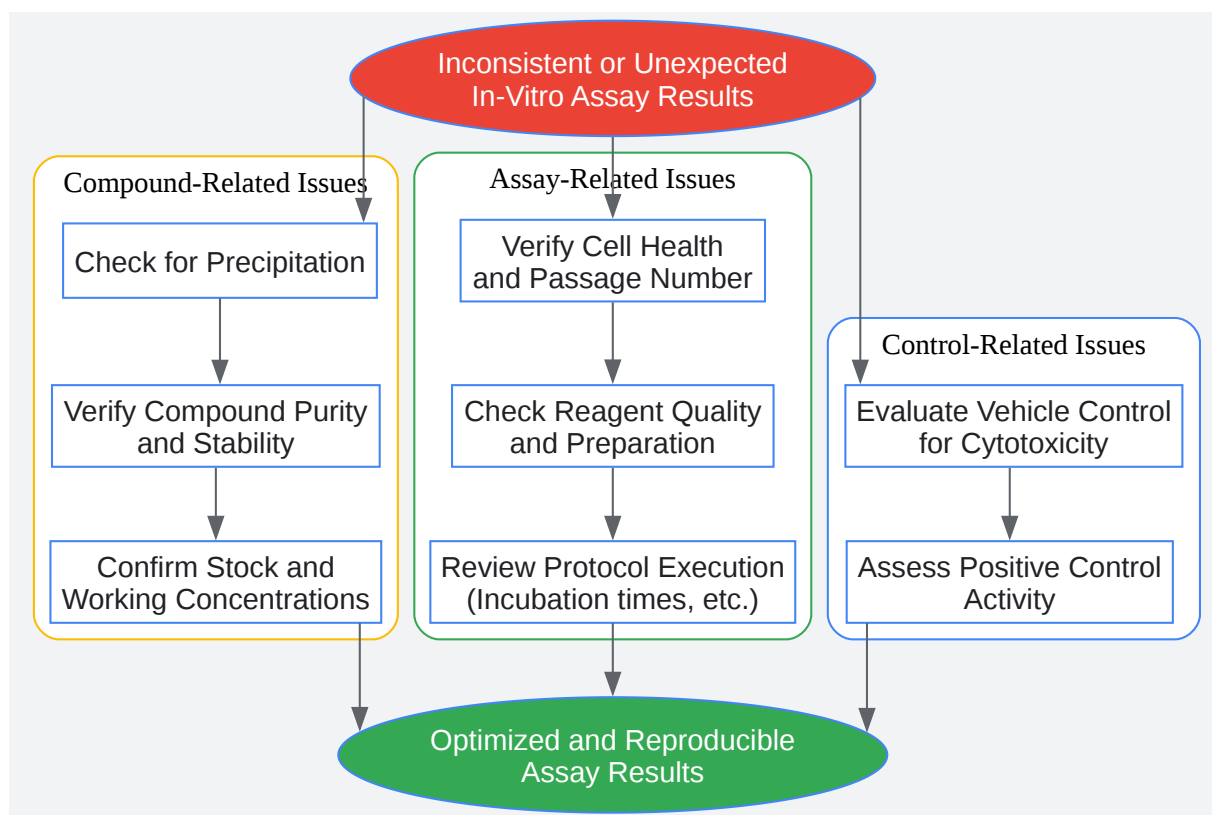 Inconsistent or Unexpected
In-Vitro Assay Results
Compound-Related Issues
Check for Precipitation
Verify Compound Purity
and Stability
Confirm Stock and
Working Concentrations
Assay-Related Issues
Verify Cell Health
and Passage Number
Check Reagent Quality
and Preparation
Review Protocol Execution
(Incubation times, etc.)
Control-Related Issues
Evaluate Vehicle Control
for Cytotoxicity
Assess Positive Control
Activity
Optimized and Reproducible
Assay Results